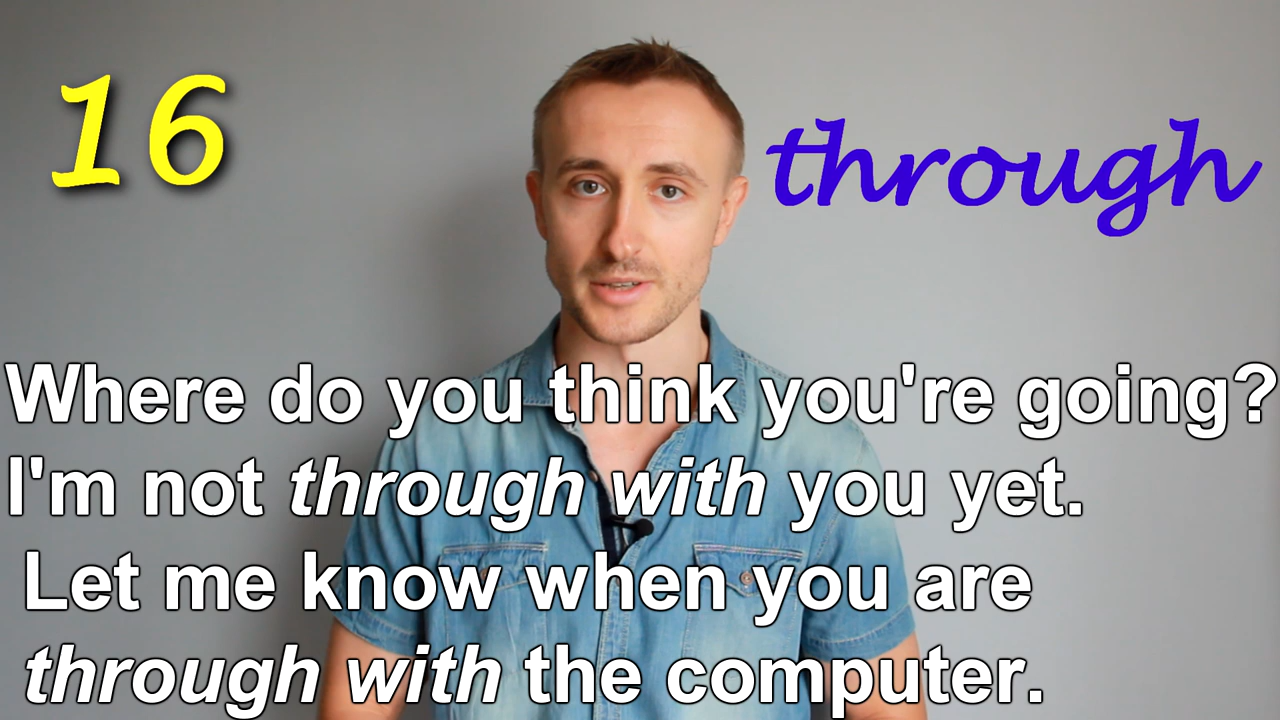 16
through
Where do you think you're going?
I'm not through with you yet.
Let me know when you are
through with the computer.